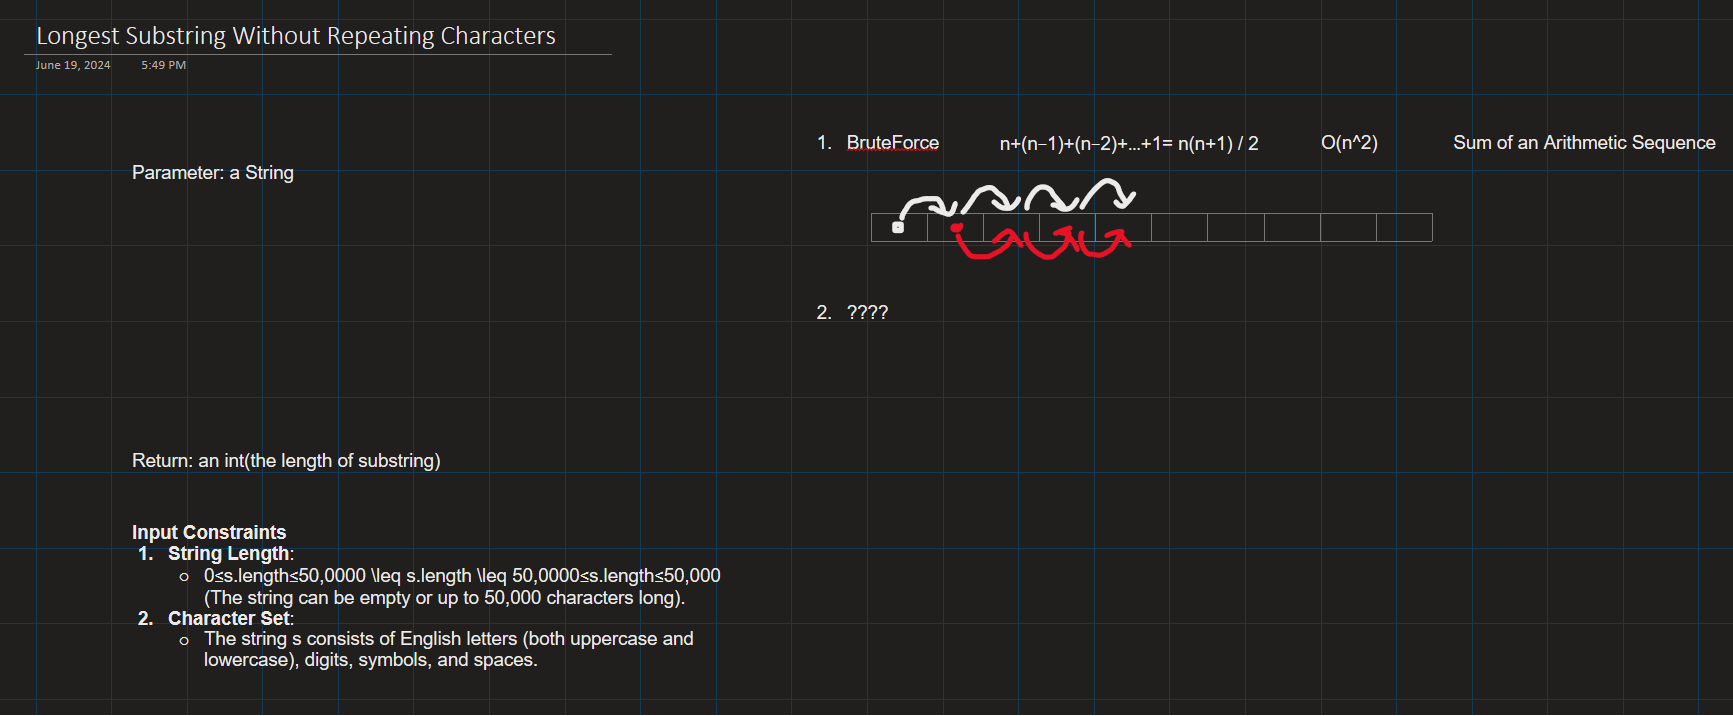 Longest Substring Without Repeating Characters
June 19, 2024 5:49 PM
1. BruteForce n+(n−1)+(n−2)+...+1= n(n+1) / 2 O(n^2) Sum of an Arithmetic Sequence
Parameter: a String
2. ????
Return: an int(the length of substring)
Input Constraints
1. String Length:
○ 0≤s.length≤50,0000 \leq s.length \leq 50,0000≤s.length≤50,000
(The string can be empty or up to 50,000 characters long).
2. Character Set:
○ The string s consists of English letters (both uppercase and
lowercase), digits, symbols, and spaces.